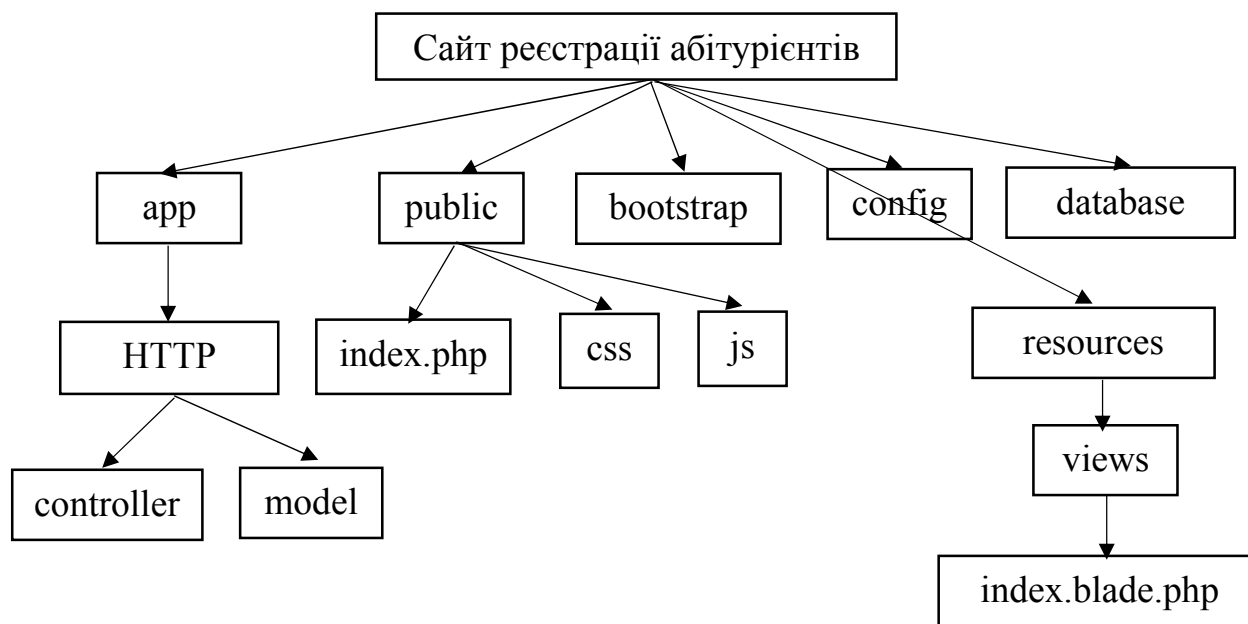 Сайт реєстрації абітурієнтів
app
public
bootstrap
config
database
HTTP
index.php
css
js
resources
controller
model
views
index.blade.php